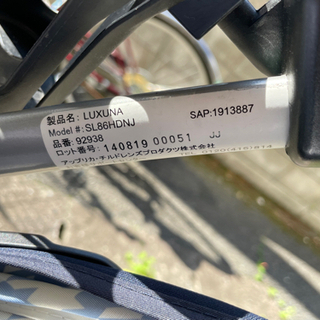 製品名: LUXUNA SAP:1913887
Model #: SL86HDNJ
品番: 92938
ロット番号: 140819 00051 JJ
アップリカ・チルドレンズプロダクツ株式会社